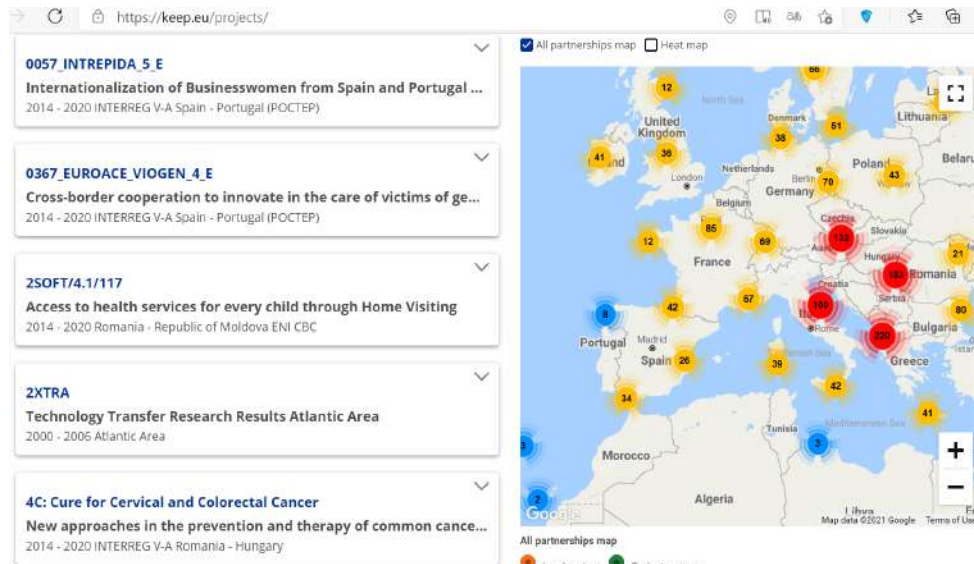 https://keep.eu/projects/
0057_INTREPIDA_5_E
Internationalization of Businesswomen from Spain and Portugal ...
2014 - 2020 INTERREG V-A Spain - Portugal (POCTEP)
0367_EUROACE_VIOGEN_4_E
Cross-border cooperation to innovate in the care of victims of ge...
2014 - 2020 INTERREG V-A Spain - Portugal (POCTEP)
2SOFT/4.1/117
Access to health services for every child through Home Visiting
2014 - 2020 Romania - Republic of Moldova ENI CBC
2XTRA
Technology Transfer Research Results Atlantic Area
2000 - 2006 Atlantic Area
4C: Cure for Cervical and Colorectal Cancer
New approaches in the prevention and therapy of common cance...
2014 - 2020 INTERREG V-A Romania - Hungary
All partnerships map
Heat map
66
12
North Sea
United
Kingdom
Denmark
51
Lithuania
38
41
36
London
Netherlands
Berlin
70
Poland
43
Belaru
Germany
Belgium
85
Czechia
132
Slovakia
12
69
France
Hungary
21
Romania
Croatia
67
Serbia
8
42
80
Rome
Bulgaria
Portugal
Madrid
220
Spain
26
39
Greece
42
34
41
Tunisia
Mediterranean Sea
3
3
Morocco
+
−
2
Algeria
Libya
Google
Map data ©2021 Google
Terms of Use
All partnerships map